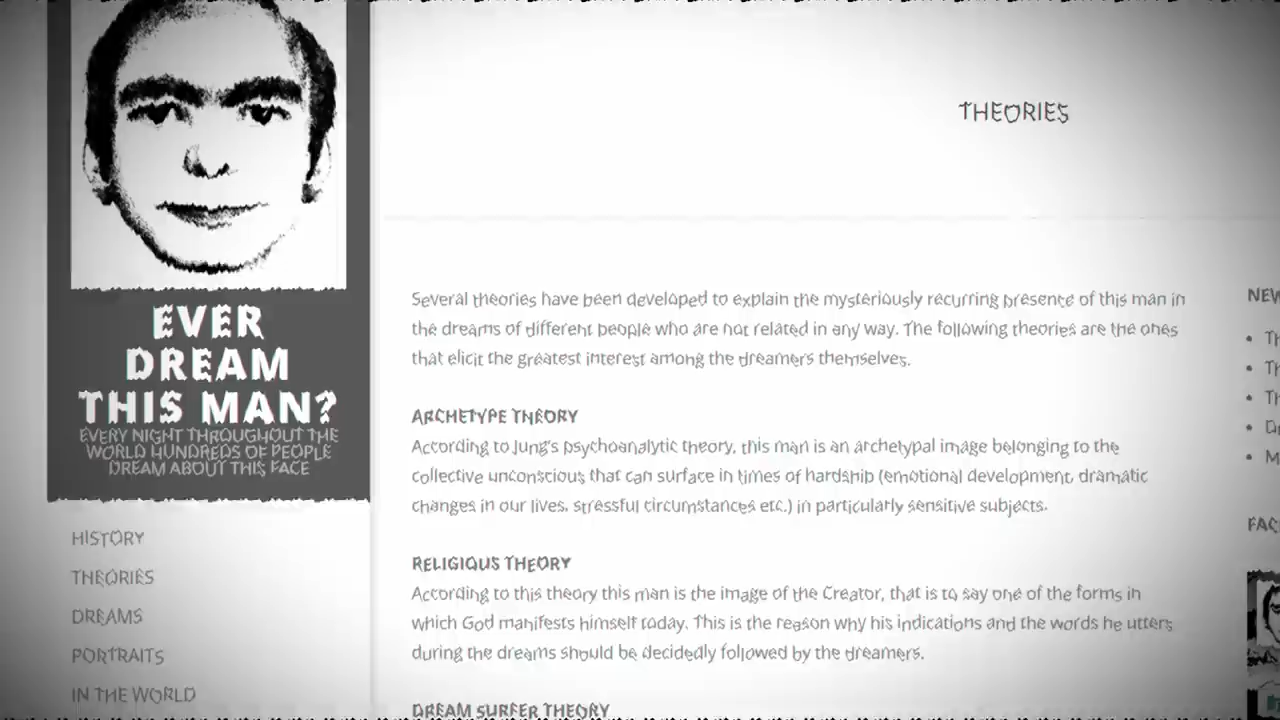 EVER
DREAM
THIS MAN?
EVERY NIGHT THROUGHOUT THE
WORLD HUNDREDS OF PEOPLE
DREAM ABOUT THIS FACE
HISTORY
THEORIES
DREAMS
PORTRAITS
IN THE WORLD
THEORIES
Several theories have been developed to explain the mysteriously recurring presence of this man in
the dreams of different people who are not related in any way. The following theories are the ones
that elicit the greatest interest among the dreamers themselves.
ARCHETYPE THEORY
According to Jung's psychoanalytic theory, this man is an archetypal image belonging to the
collective unconscious that can surface in times of hardship (emotional development, dramatic
changes in our lives, stressful circumstances etc.) in particularly sensitive subjects.
RELIGIOUS THEORY
According to this theory this man is the image of the Creator, that is to say one of the forms in
which God manifests himself today. This is the reason why his indications and the words he utters
during the dreams should be decidedly followed by the dreamers.
DREAM SURFER THEORY